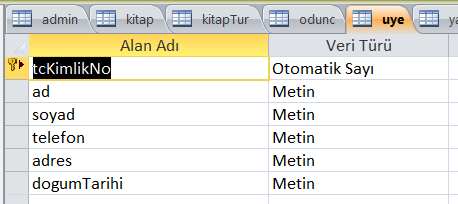 admin kitap kitapTur odunc uye
Alan Adı Veri Türü
tcKimlikNo Otomatik Sayı
ad Metin
soyad Metin
telefon Metin
adres Metin
dogumTarihi Metin